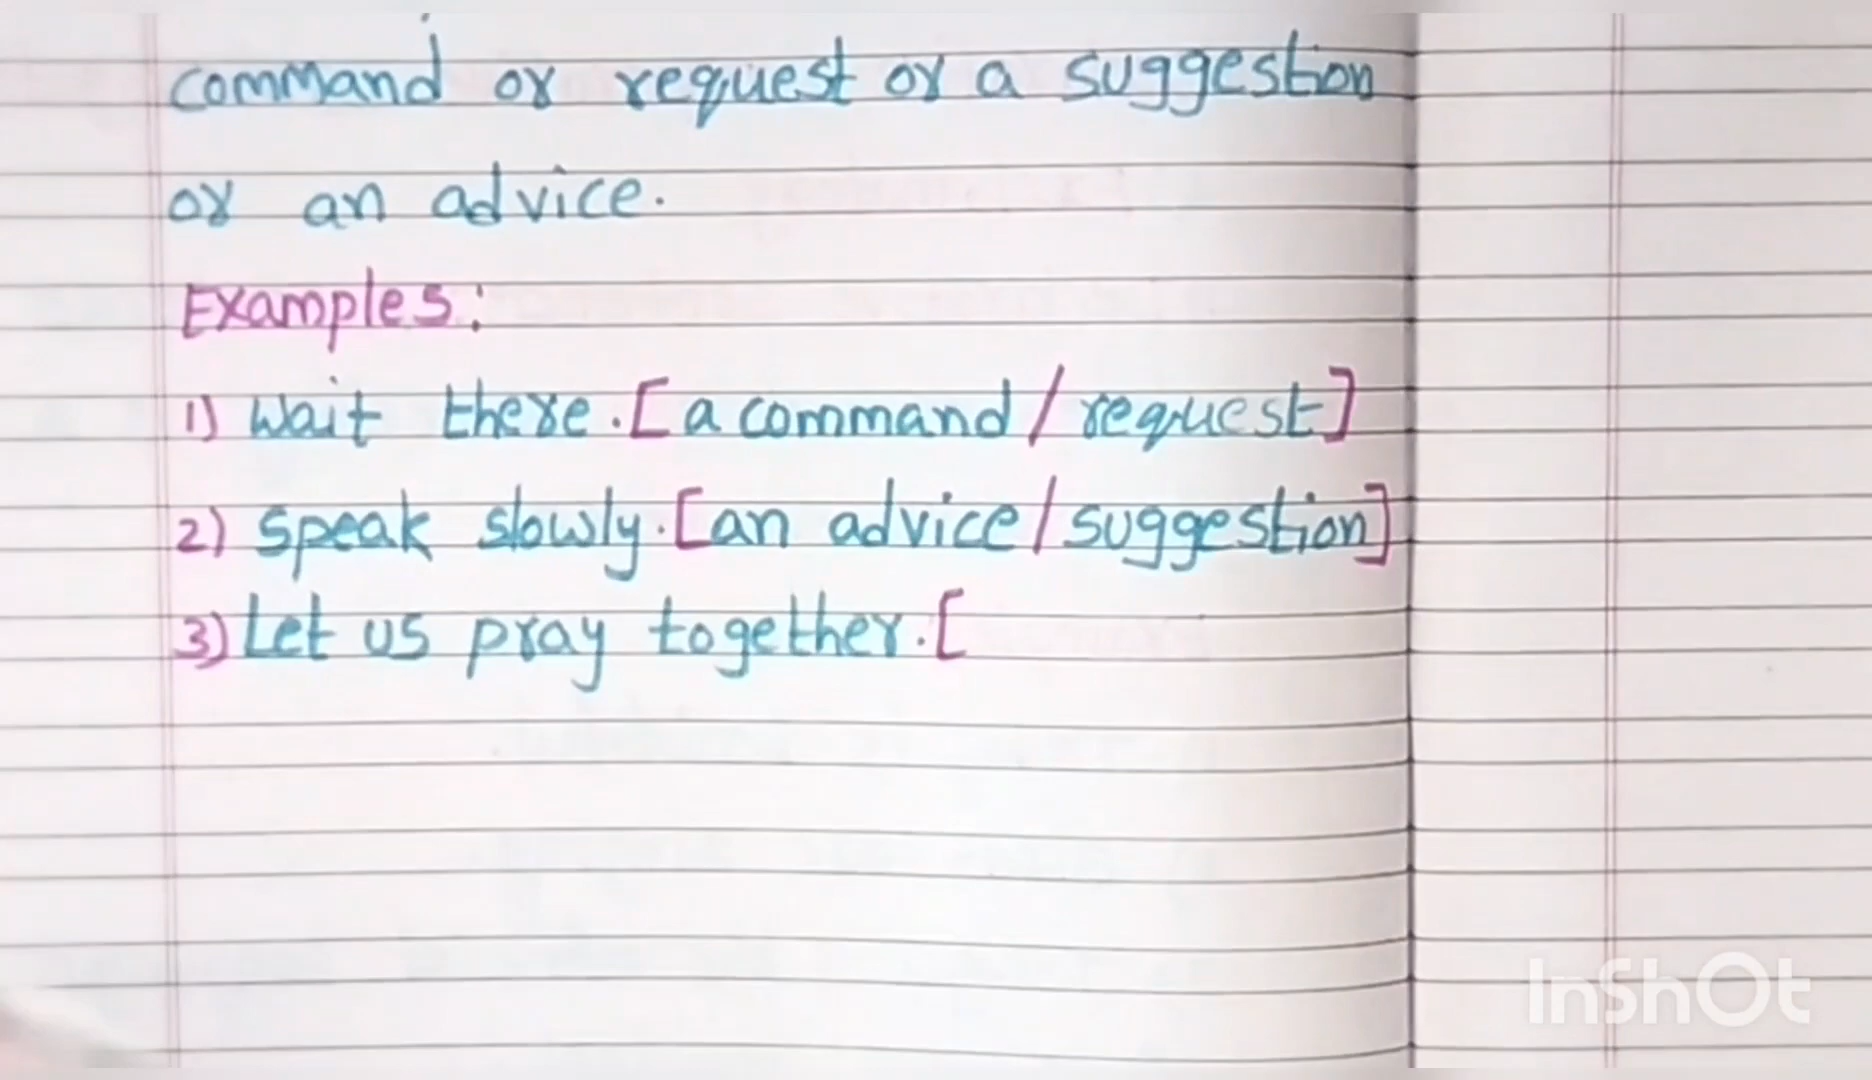 command or request or a suggestion
or an advice.
Examples:
1) Wait there. [a command/request]
2) Speak slowly. [an advice/suggestion]
3) Let us pray together. [
InShOt